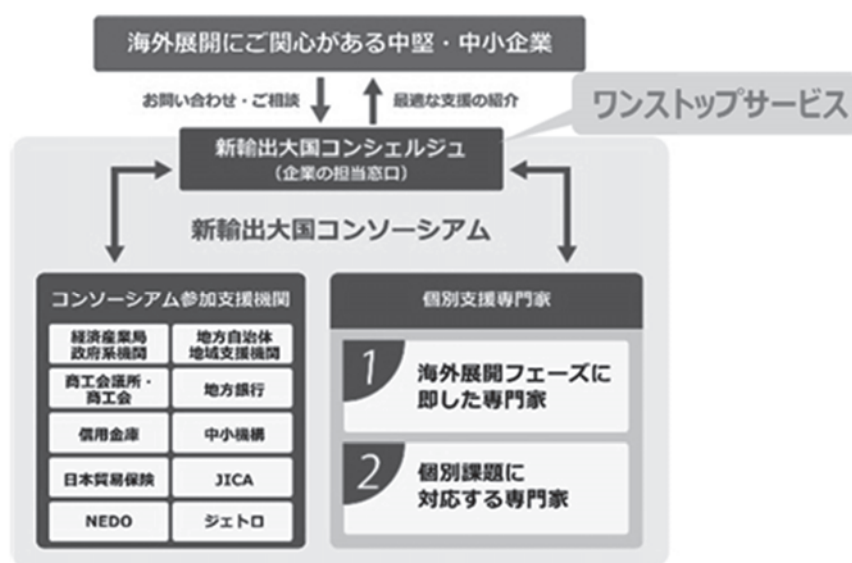 海外展開にご関心がある中堅・中小企業
お問い合わせ・ご相談
最適な支援の紹介
ワンストップサービス
新輸出大国コンシェルジュ
（企業の担当窓口）
新輸出大国コンソーシアム
コンソーシアム参加支援機関
経済産業局
政府系機関
地方自治体
地域支援機関
商工会議所・
商工会
地方銀行
信用金庫
中小機構
日本貿易保険
JICA
NEDO
ジェトロ
個別支援専門家
1
海外展開フェーズに
即した専門家
2
個別課題に
対応する専門家